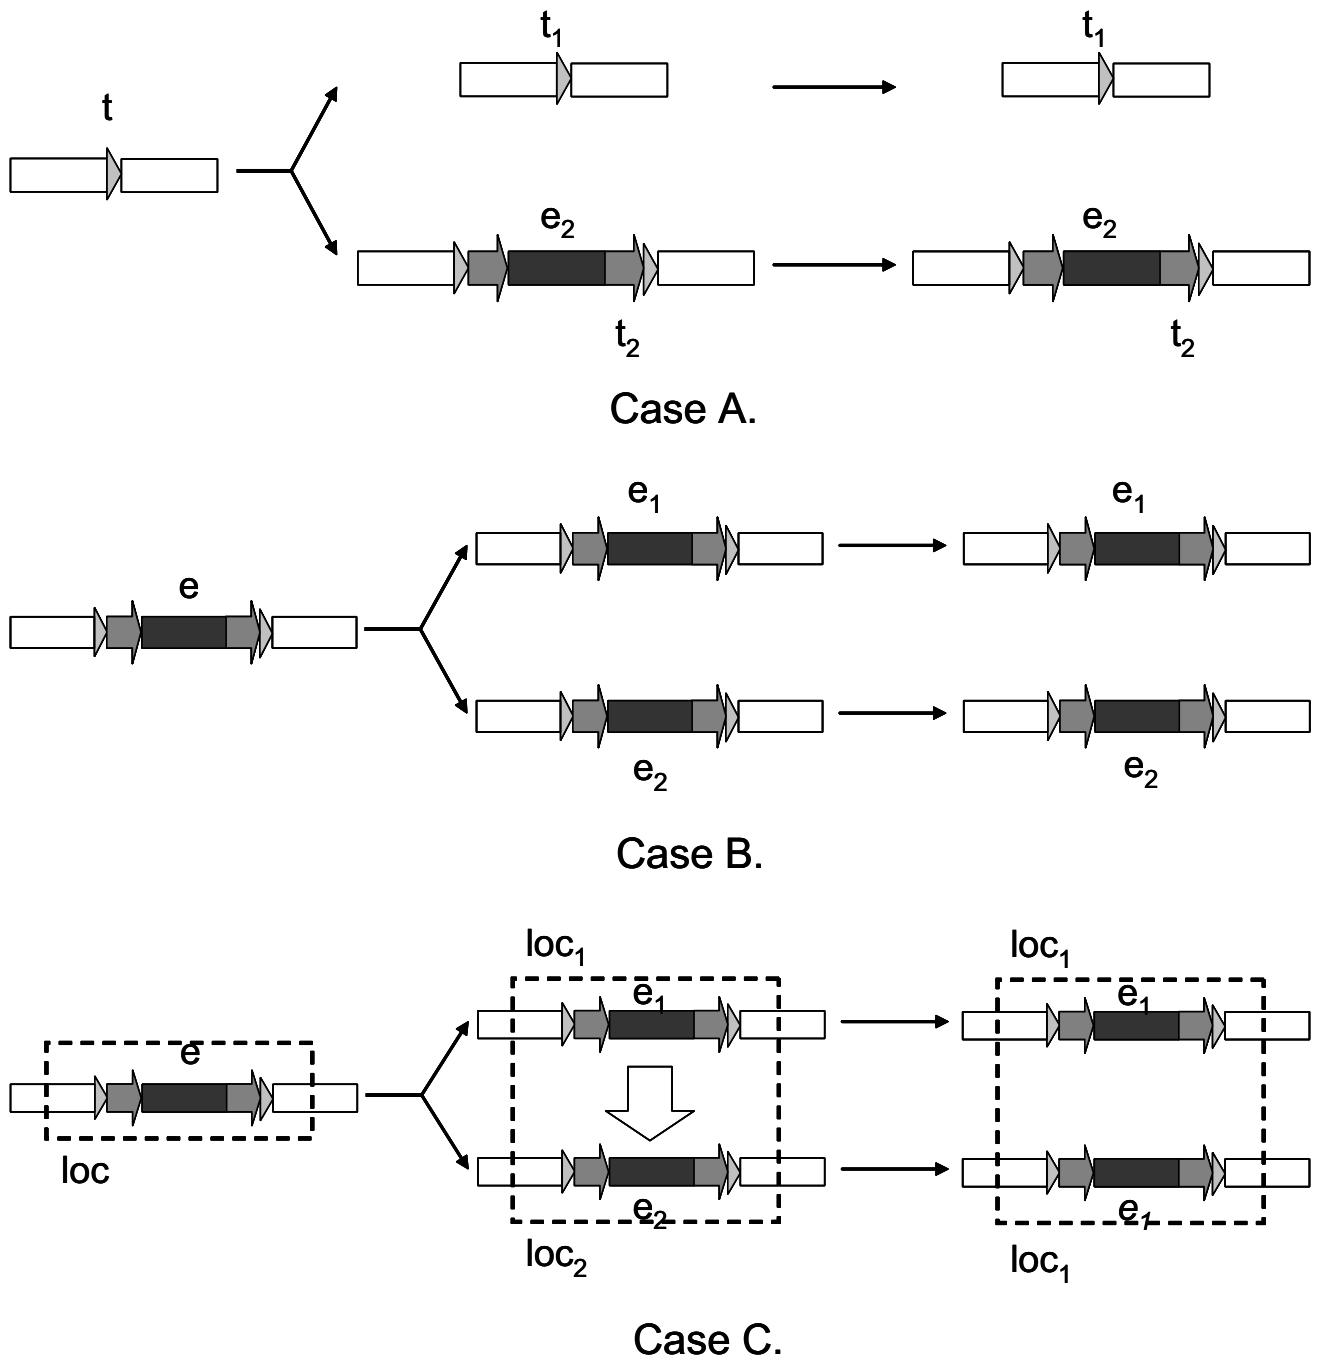 t₁
t₁
t
e₂
e₂
t₂
t₂
Case A.
e₁
e₁
e
e₂
e₂
Case B.
loc₁
loc₁
e₁
e₁
e
loc
e₂
e₁
loc₂
loc₁
Case C.